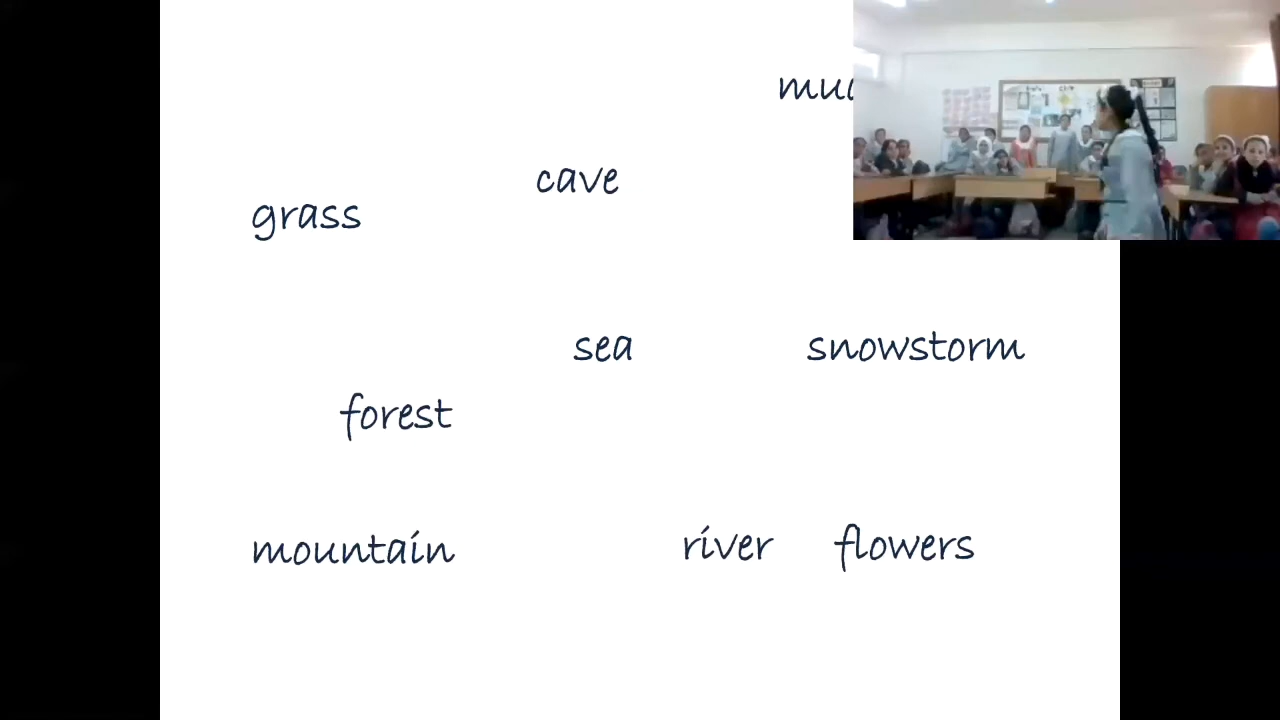 cave
grass
sea snowstorm
forest
mountain river flowers